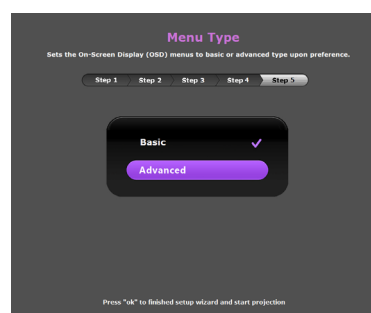 Menu Type
Sets the On-Screen Display (OSD) menus to basic or advanced type upon preference.
Step 1 Step 2 Step 3 Step 4 Step 5
Basic
Advanced
Press "ok" to finished setup wizard and start projection